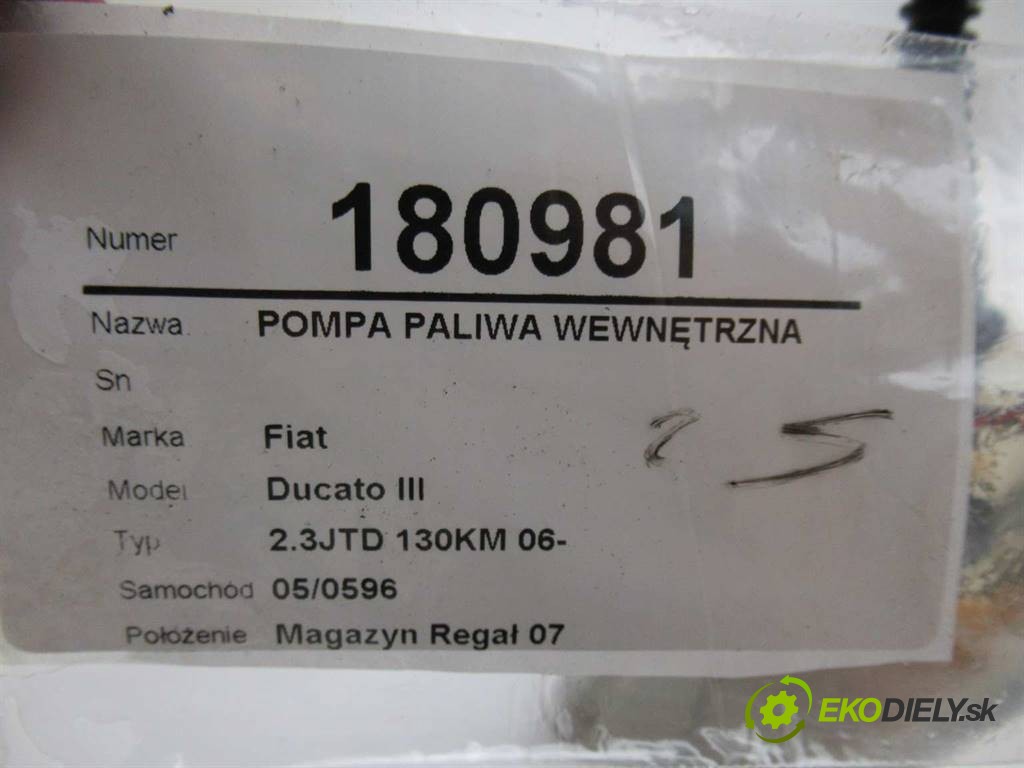 Numer 180981
Nazwa POMPA PALIWA WEWNĘTRZNA
Sn
Marka Fiat
Model Ducato III
Typ 2.3JTD 130KM 06-
Samochód 05/0596
Położenie Magazyn Regał 07
EKODIELY.sk